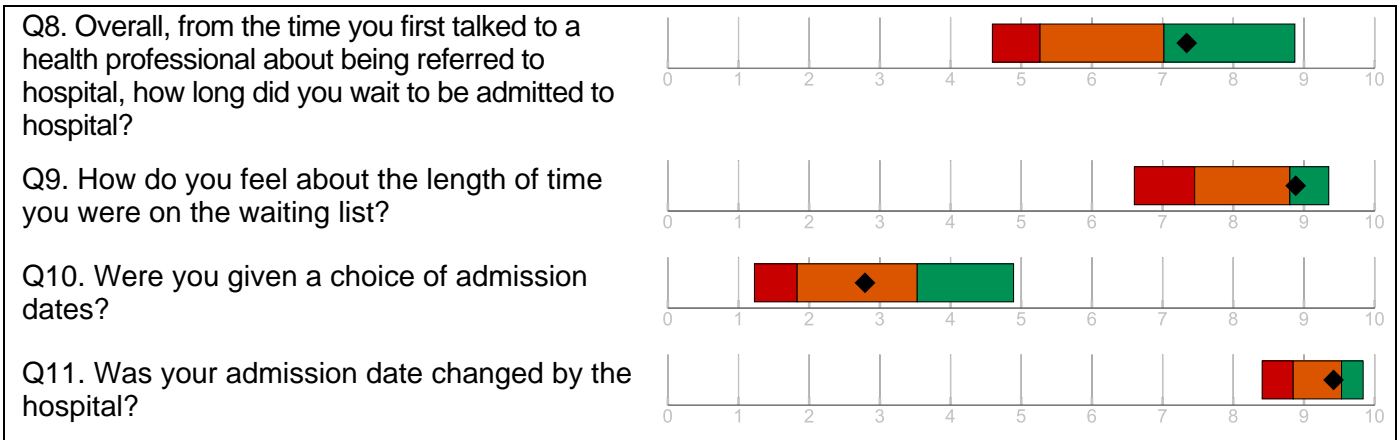 Q8. Overall, from the time you first talked to a
health professional about being referred to
hospital, how long did you wait to be admitted to
hospital?
0 1 2 3 4 5 6 7 8 9 10
Q9. How do you feel about the length of time
you were on the waiting list?
0 1 2 3 4 5 6 7 8 9 10
Q10. Were you given a choice of admission
dates?
0 1 2 3 4 5 6 7 8 9 10
Q11. Was your admission date changed by the
hospital?
0 1 2 3 4 5 6 7 8 9 10